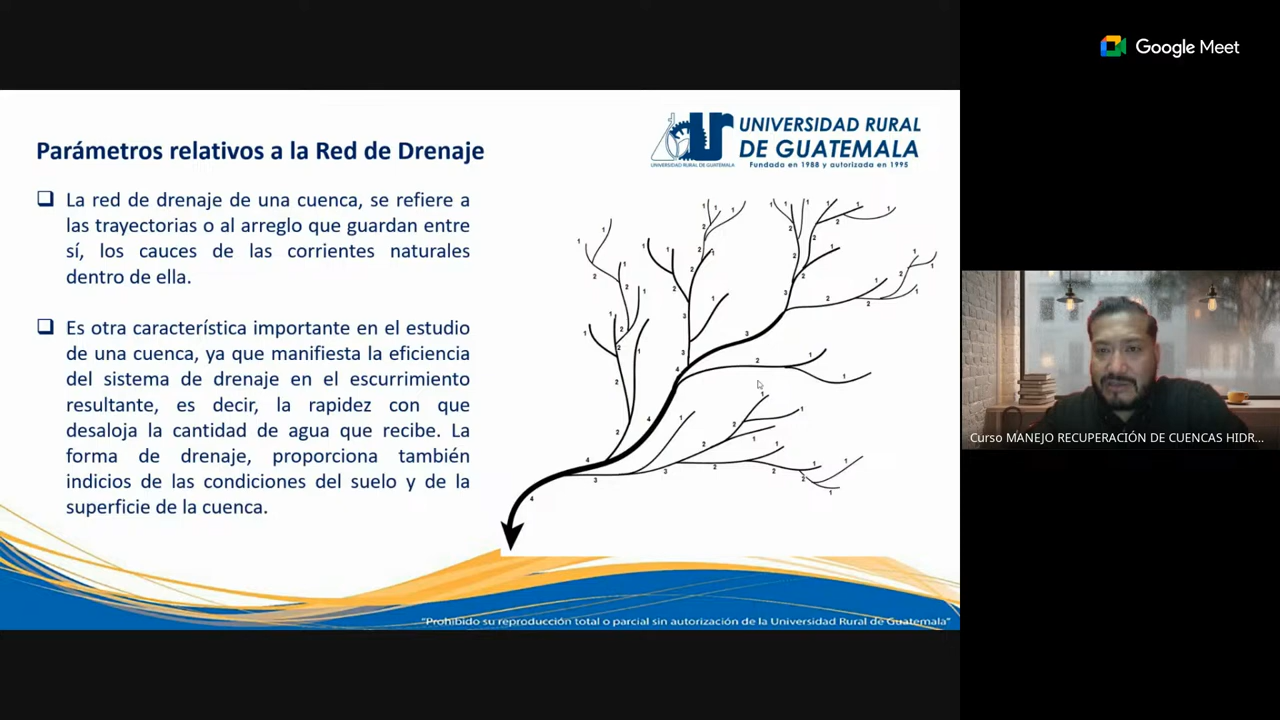 Google Meet
UNIVERSIDAD RURAL
DE GUATEMALA
Fundada en 1988 y autorizada en 1995
UNIVERSIDAD RURAL DE GUATEMALA
Parámetros relativos a la Red de Drenaje
La red de drenaje de una cuenca, se refiere a
las trayectorias o al arreglo que guardan entre
sí, los cauces de las corrientes naturales
dentro de ella.
Es otra característica importante en el estudio
de una cuenca, ya que manifiesta la eficiencia
del sistema de drenaje en el escurrimiento
resultante, es decir, la rapidez con que
desaloja la cantidad de agua que recibe. La
forma de drenaje, proporciona también
indicios de las condiciones del suelo y de la
superficie de la cuenca.
"Prohibido su reproducción total o parcial sin autorización de la Universidad Rural de Guatemala"
Curso MANEJO RECUPERACIÓN DE CUENCAS HIDR...